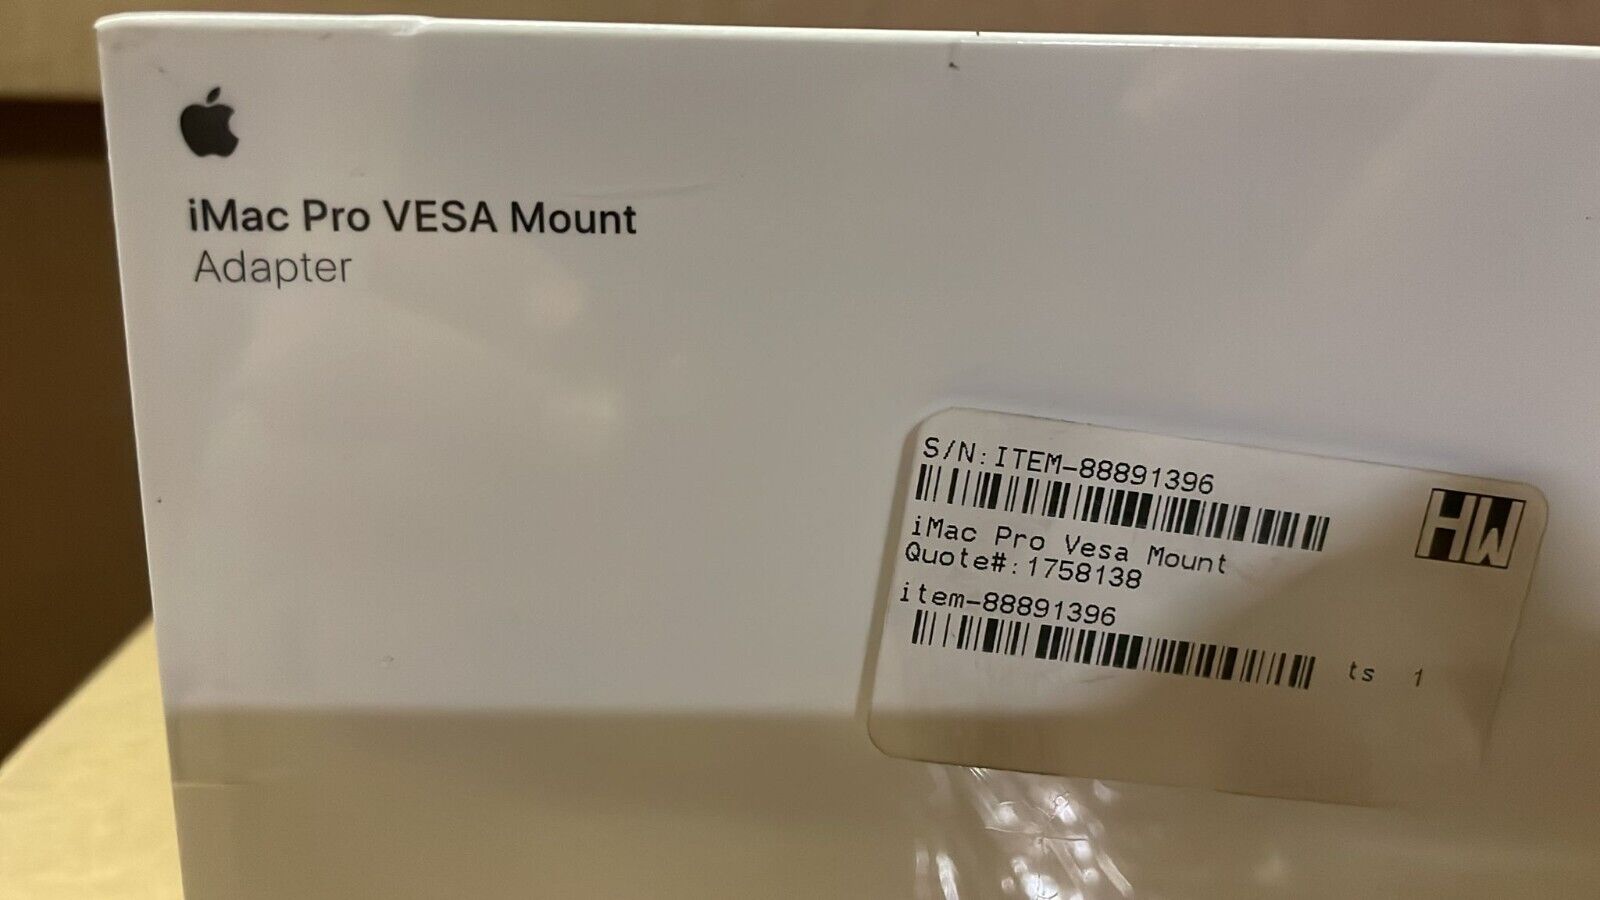 iMac Pro VESA Mount
Adapter
S/N:ITEM-88891396
HW
iMac Pro Vesa Mount
Quote#:1758138
item-88891396
ts 1